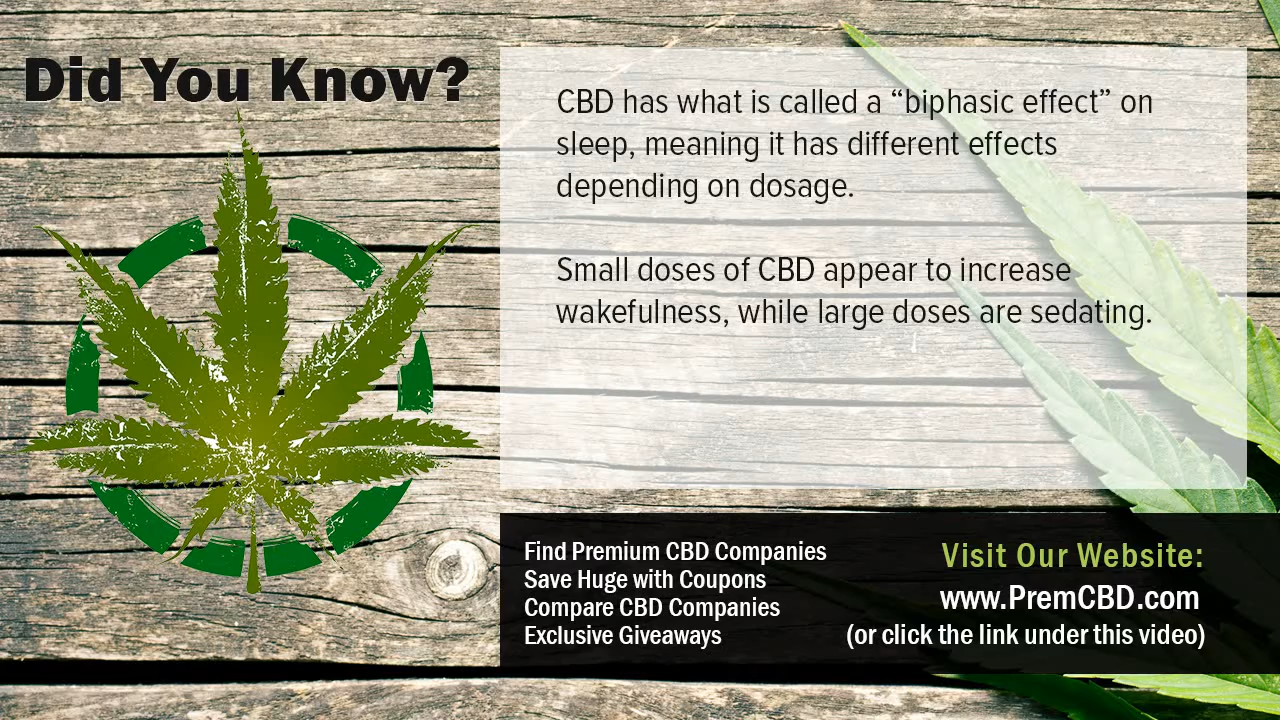 Did You Know?
CBD has what is called a “biphasic effect” on
sleep, meaning it has different effects
depending on dosage.
Small doses of CBD appear to increase
wakefulness, while large doses are sedating.
Find Premium CBD Companies
Save Huge with Coupons
Compare CBD Companies
Exclusive Giveaways
Visit Our Website:
www.PremCBD.com
(or click the link under this video)